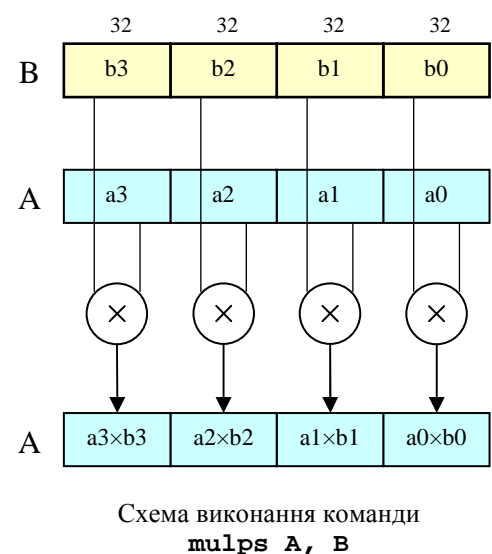 32 32 32 32
B b3 b2 b1 b0
A a3 a2 a1 a0
× × × ×
A a3×b3 a2×b2 a1×b1 a0×b0
Схема виконання команди
mulps A, B